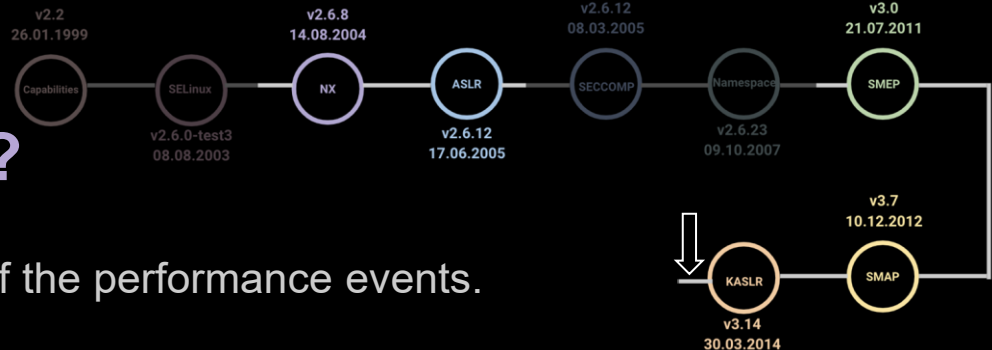 v2.2
26.01.1999
Capabilities
SELinux
v2.6.0-test3
08.08.2003
v2.6.8
14.08.2004
NX
ASLR
v2.6.12
17.06.2005
v2.6.12
08.03.2005
SECCOMP
Namespace
v2.6.23
09.10.2007
v3.0
21.07.2011
SMEP
?
v3.7
10.12.2012
SMAP
KASLR
v3.14
30.03.2014
f the performance events.